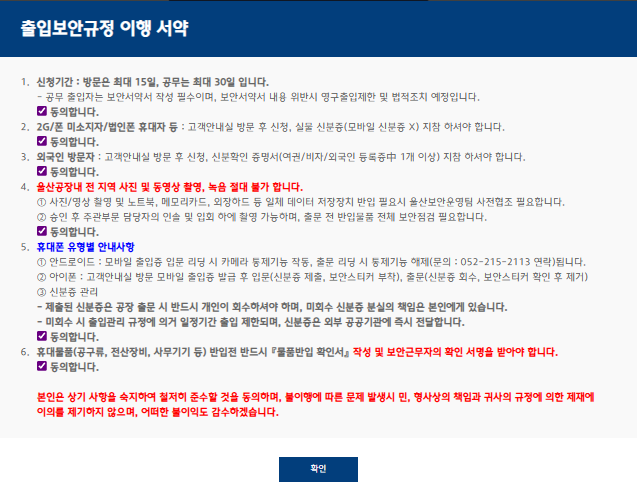 출입보안규정 이행 서약
1. 신청기간 : 방문은 최대 15일, 공무는 최대 30일 입니다.
- 공무 출입자는 보안서약서 작성 필수이며, 보안서약서 내용 위반시 영구출입제한 및 법적조치 예정입니다.
동의합니다.
2. 2G/폰 미소지자/법인폰 휴대자 등 : 고객안내실 방문 후 신청, 실물 신분증(모바일 신분증 X) 지참 하셔야 합니다.
동의합니다.
3. 외국인 방문자 : 고객안내실 방문 후 신청, 신분확인 증명서(여권/비자/외국인 등록증中 1개 이상) 지참 하셔야 합니다.
동의합니다.
4. 울산공장내 전 지역 사진 및 동영상 촬영, 녹음 절대 불가 합니다.
① 사진/영상 촬영 및 노트북, 메모리카드, 외장하드 등 일체 데이터 저장장치 반입 필요시 울산보안운영팀 사전협조 필요합니다.
② 승인 후 주관부문 담당자의 인솔 및 입회 하에 촬영 가능하며, 출문 전 반입물품 전체 보안점검 필요합니다.
동의합니다.
5. 휴대폰 유형별 안내사항
① 안드로이드 : 모바일 출입증 입문 리딩 시 카메라 통제기능 작동, 출문 리딩 시 통제기능 해제(문의 : 052-215-2113 연락)됩니다.
② 아이폰 : 고객안내실 방문 모바일 출입증 발급 후 입문(신분증 제출, 보안스티커 부착), 출문(신분증 회수, 보안스티커 확인 후 제거)
③ 신분증 관리
- 제출된 신분증은 공장 출문 시 반드시 개인이 회수하셔야 하며, 미회수 신분증 분실의 책임은 본인에게 있습니다.
- 미회수 시 출입관리 규정에 의거 일정기간 출입 제한되며, 신분증은 외부 공공기관에 즉시 전달합니다.
동의합니다.
6. 휴대물품(공구류, 전산장비, 사무기기 등) 반입전 반드시 『물품반입 확인서』 작성 및 보안근무자의 확인 서명을 받아야 합니다.
동의합니다.
본인은 상기 사항을 숙지하여 철저히 준수할 것을 동의하며, 불이행에 따른 문제 발생시 민, 형사상의 책임과 귀사의 규정에 의한 제재에
이의를 제기하지 않으며, 어떠한 불이익도 감수하겠습니다.
확인